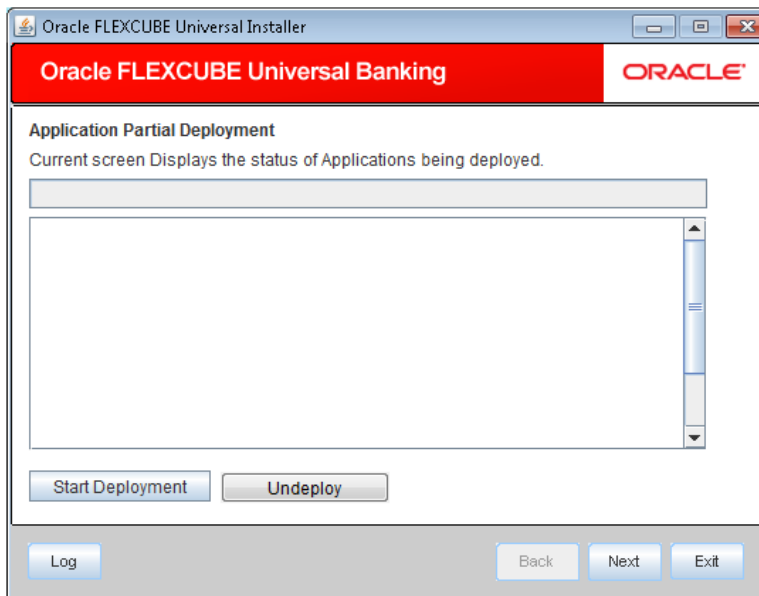 Oracle FLEXCUBE Universal Installer
Oracle FLEXCUBE Universal Banking
ORACLE
Application Partial Deployment
Current screen Displays the status of Applications being deployed.
Start Deployment Undeploy
Log Back Next Exit